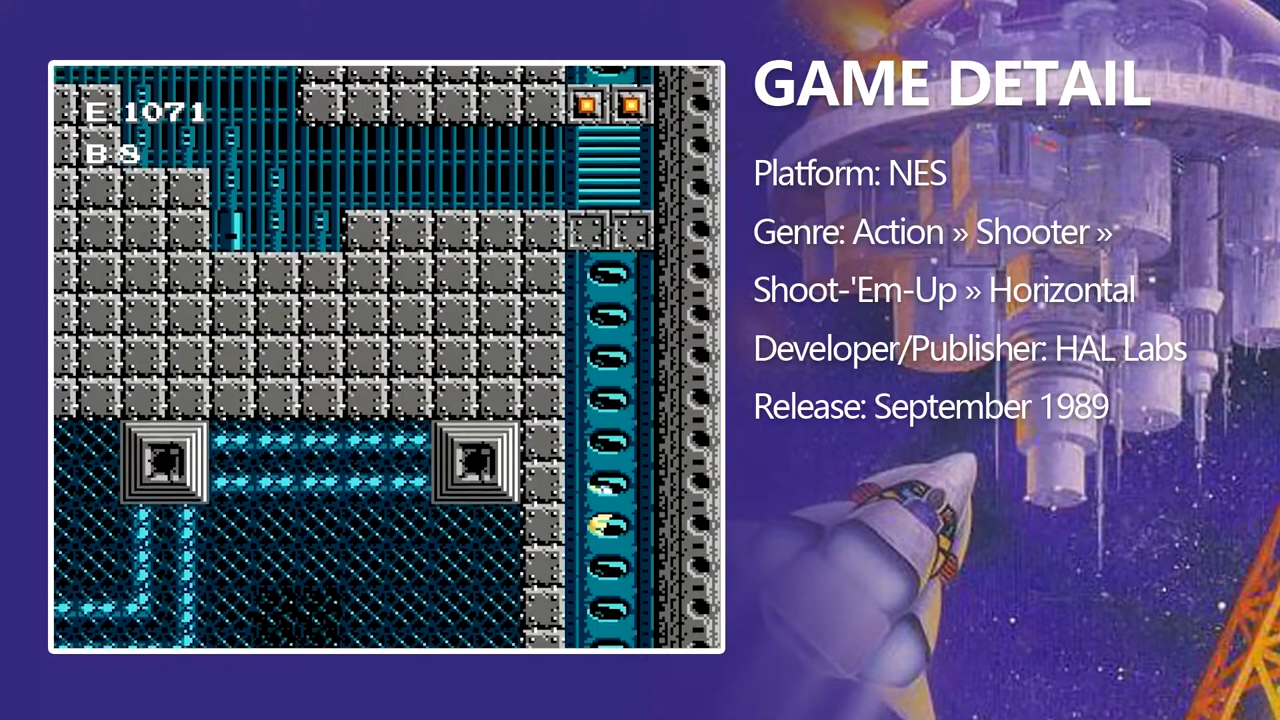 E 1071
B 8
GAME DETAIL
Platform: NES
Genre: Action » Shooter »
Shoot-'Em-Up » Horizontal
Developer/Publisher: HAL Labs
Release: September 1989